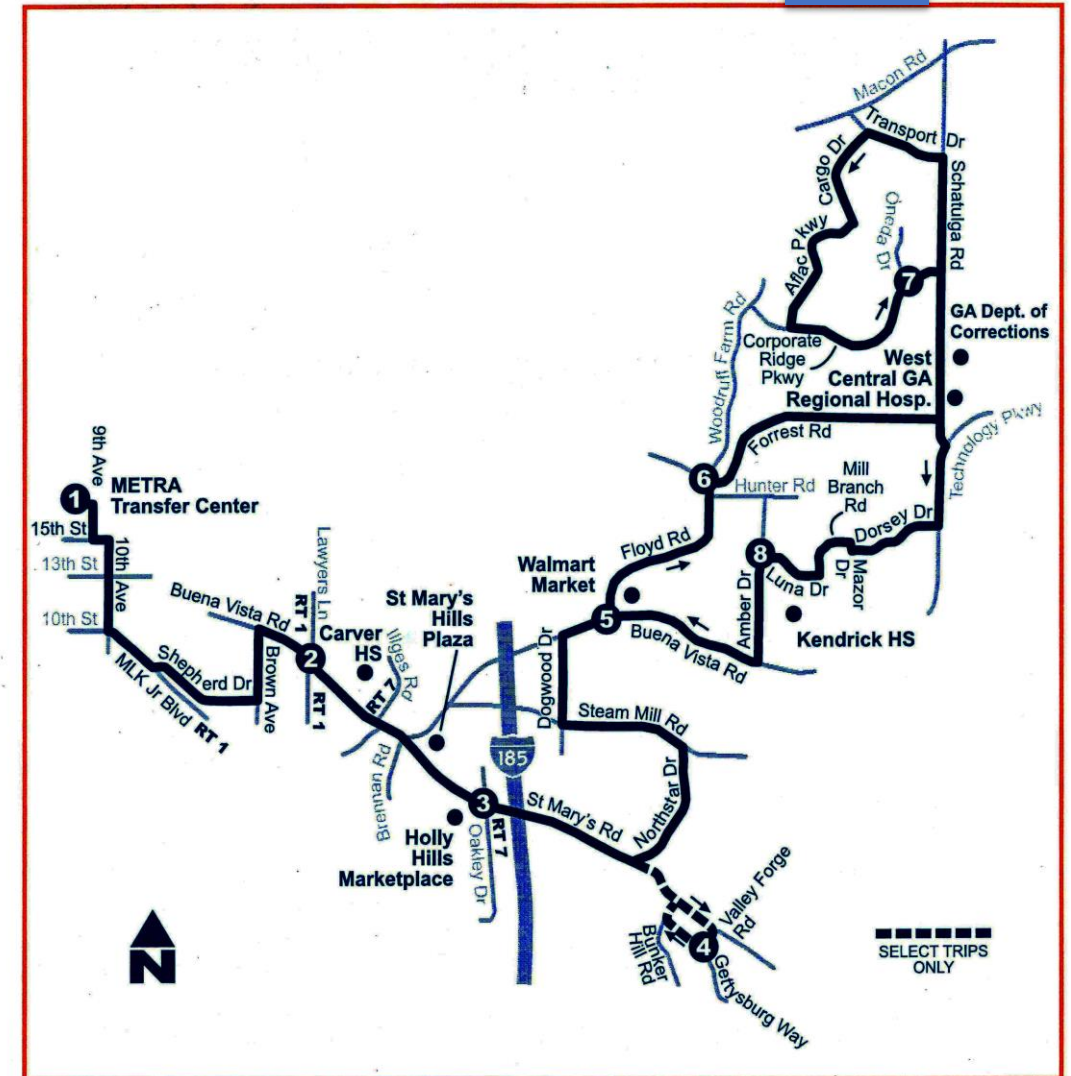 Macon Rd
Transport Dr
Cargo Dr
Schatulga Rd
Oneda Dr
Aflac Pkwy
7
GA Dept. of
Corrections
Woodruff Farm Rd
Corporate
Ridge
Pkwy
West
Central GA
Regional Hosp.
Technology Pkwy
Forrest Rd
9th Ave
1
METRA
Transfer Center
6
Hunter Rd
Mill
Branch
Rd
Dorsey Dr
15th St
10th Ave
13th St
Lawyers Ln
Floyd Rd
8
Luna Dr
Mazor
Dr
Walmart
Market
Amber Dr
Kendrick HS
Buena Vista Rd
RT 1
St Mary's
Hills
Plaza
10th St
5
Buena Vista Rd
Carver
HS
Illges Rd
RT 7
2
RT 1
Shepherd Dr
Brown Ave
MLK Jr Blvd RT 1
Dogwood Dr
Steam Mill Rd
185
Brennan Rd
Northstar Dr
3
St Mary's Rd
RT 7
Oakley Dr
Holly
Hills
Marketplace
Valley Forge
Rd
4
Bunker
Hill Rd
Gettysburg Way
N
SELECT TRIPS
ONLY